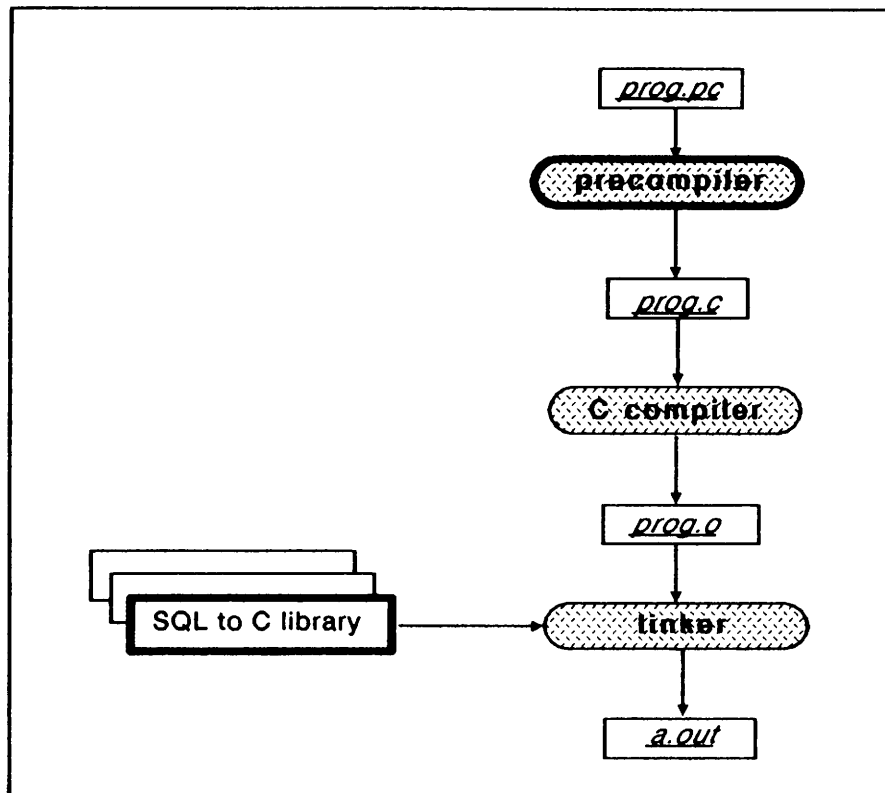 prog.pc
precompiler
prog.c
C compiler
prog.o
SQL to C library
linker
a.out